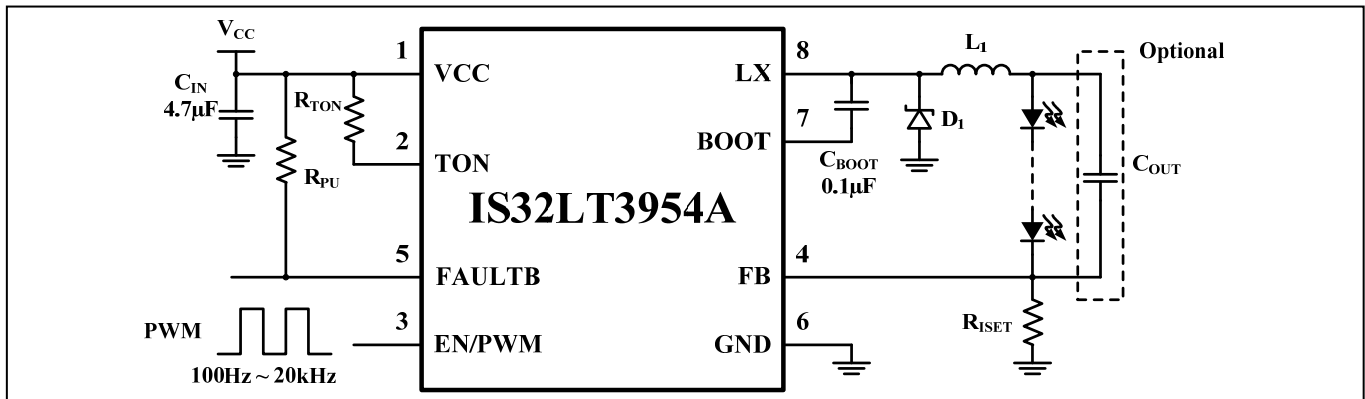 VCC
CIN
4.7µF
RTON
RPU
PWM
100Hz ~ 20kHz
1
2
5
3
VCC
TON
FAULTB
EN/PWM
IS32LT3954A
LX
BOOT
FB
GND
8
7
4
6
CBOOT
0.1µF
D1
L1
RISET
Optional
COUT